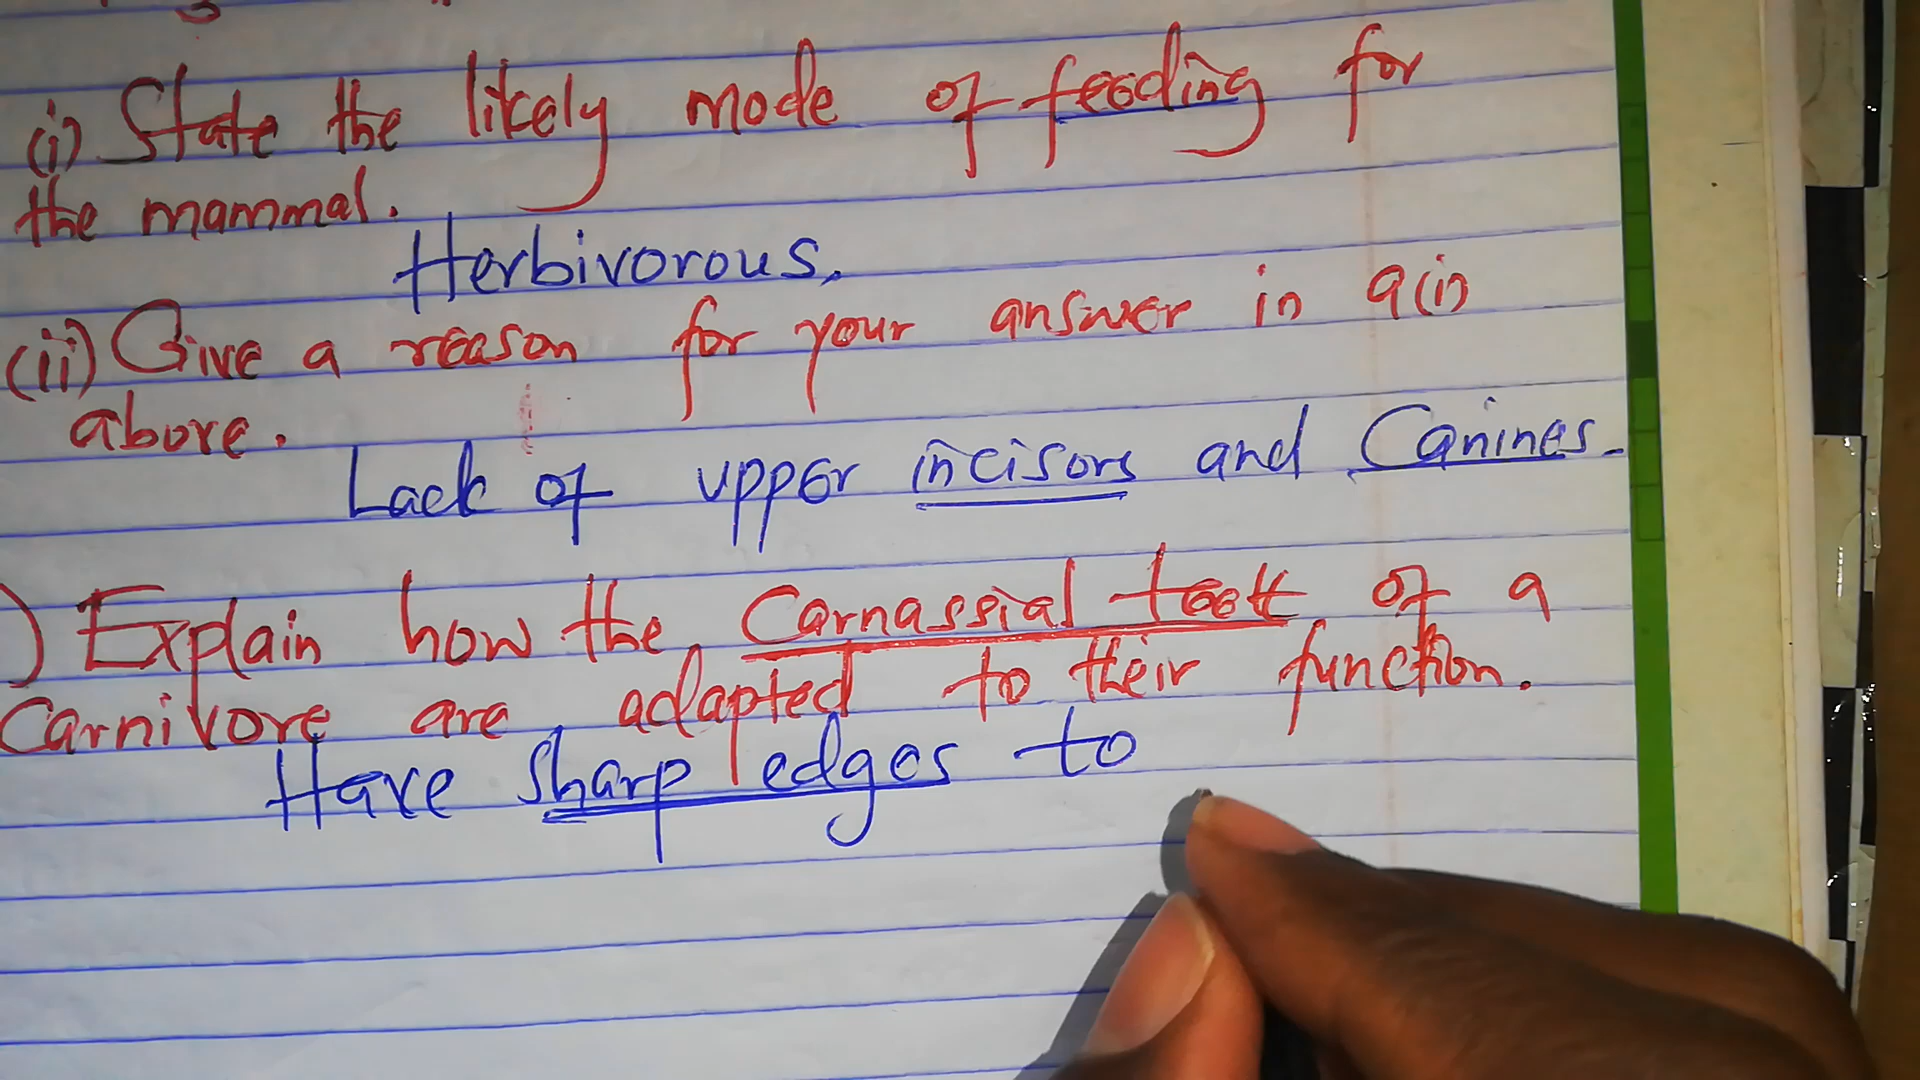 (i) State the likely mode of feeding for
the mammal.
Herbivorous.
(ii) Give a reason for your answer in a(i)
above.
Lack of upper incisors and Canines.
) Explain how the Carnassial teeth of a
Carnivore are adapted to their function.
Have sharp edges to